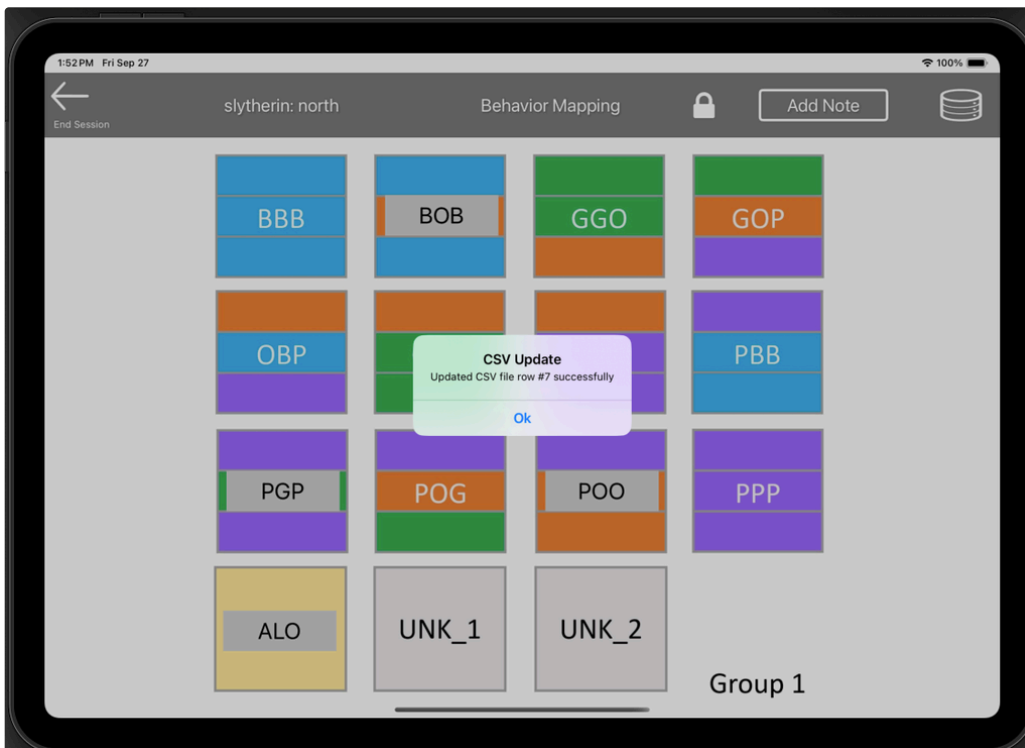 1:52 PM Fri Sep 27
100%
End Session
slytherin: north
Behavior Mapping
Add Note
BBB
BOB
GGO
GOP
OBP
PBB
CSV Update
Updated CSV file row #7 successfully
Ok
PGP
POG
POO
PPP
ALO
UNK_1
UNK_2
Group 1